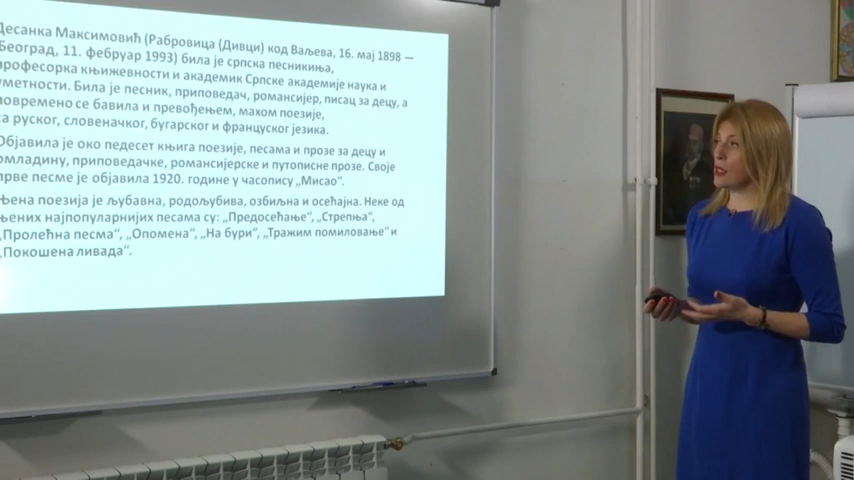 Десанка Максимовић (Рабровица (Дивци) код Ваљева, 16. мај 1898 —
Београд, 11. фебруар 1993) била је српска песникиња,
професорка књижевности и академик Српске академије наука и
уметности. Била је песник, приповедач, романсијер, писац за децу, а
повремено се бавила и превођењем, махом поезије,
са руског, словеначког, бугарског и француског језика.
Објавила је око педесет књига поезије, песама и прозе за децу и
омладину, приповедачке, романсијерске и путописне прозе. Своје
прве песме је објавила 1920. године у часопису „Мисао“.
Њена поезија је љубавна, родољубива, озбиљна и осећајна. Неке од
њених најпопуларнијих песама су: „Предосећање“, „Стрепња“,
„Пролећна песма“, „Опомена“, „На бури“, „Тражим помиловање“ и
„Покошена ливада“.